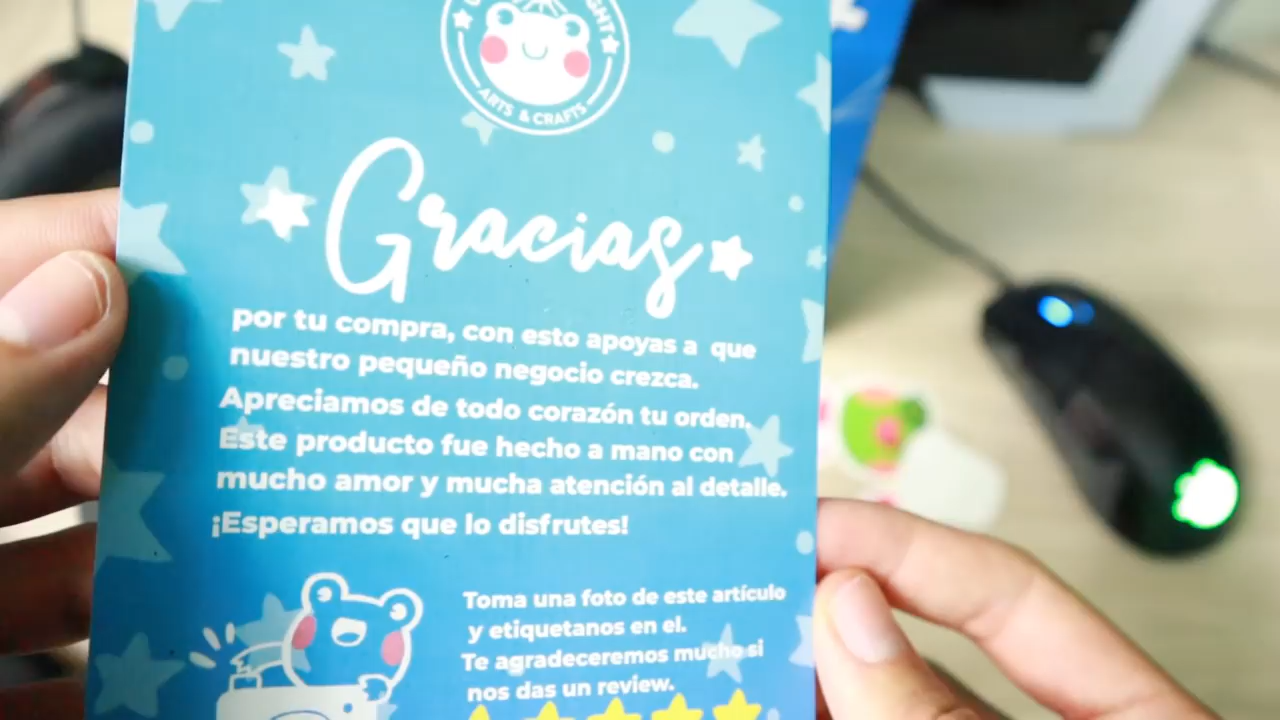 GHT
ARTS & CRAFTS
Gracias
por tu compra, con esto apoyas a que
nuestro pequeño negocio crezca.
Apreciamos de todo corazón tu orden.
Este producto fue hecho a mano con
mucho amor y mucha atención al detalle.
¡Esperamos que lo disfrutes!
Toma una foto de este artículo
y etiquetanos en el.
Te agradeceremos mucho si
nos das un review.